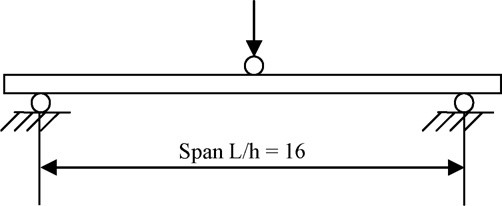 Span L/h = 16